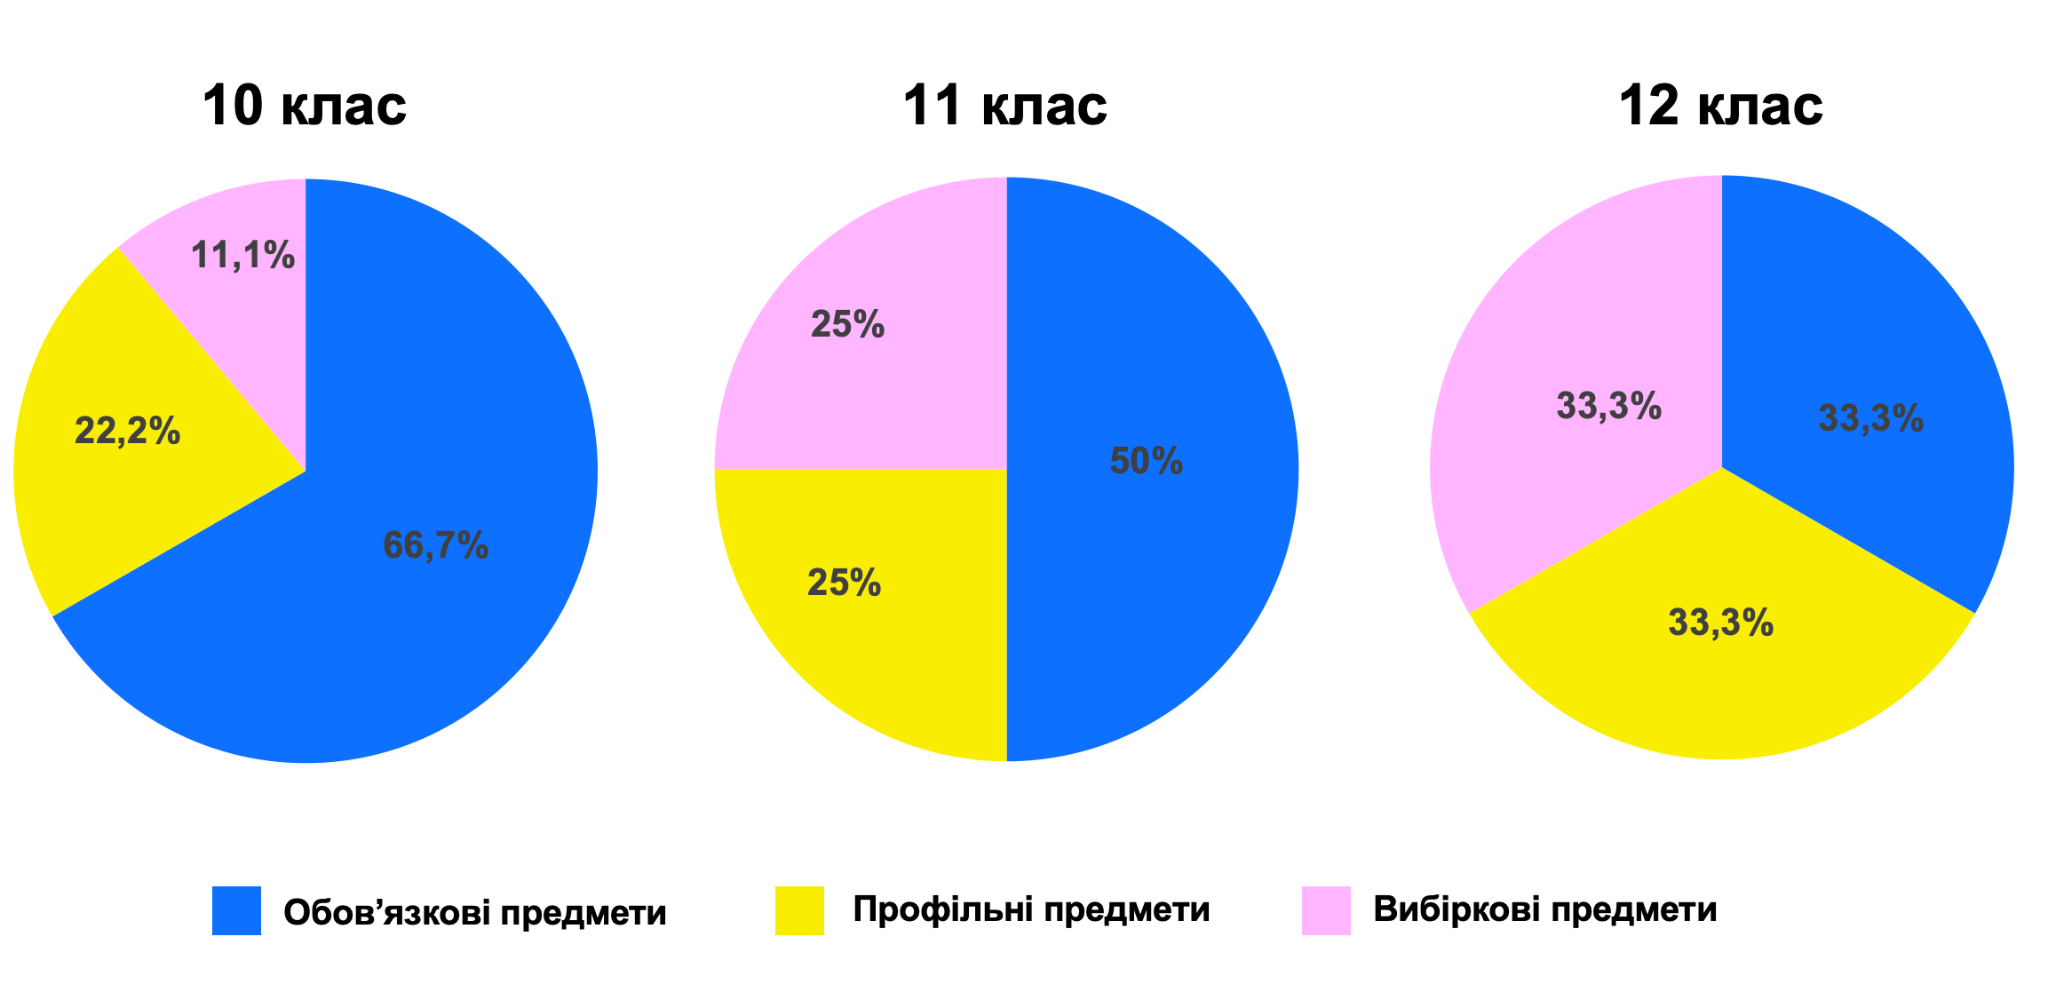 10 клас
11,1%
22,2%
66,7%
11 клас
25%
50%
25%
12 клас
33,3%
33,3%
33,3%
Обов’язкові предмети
Профільні предмети
Вибіркові предмети